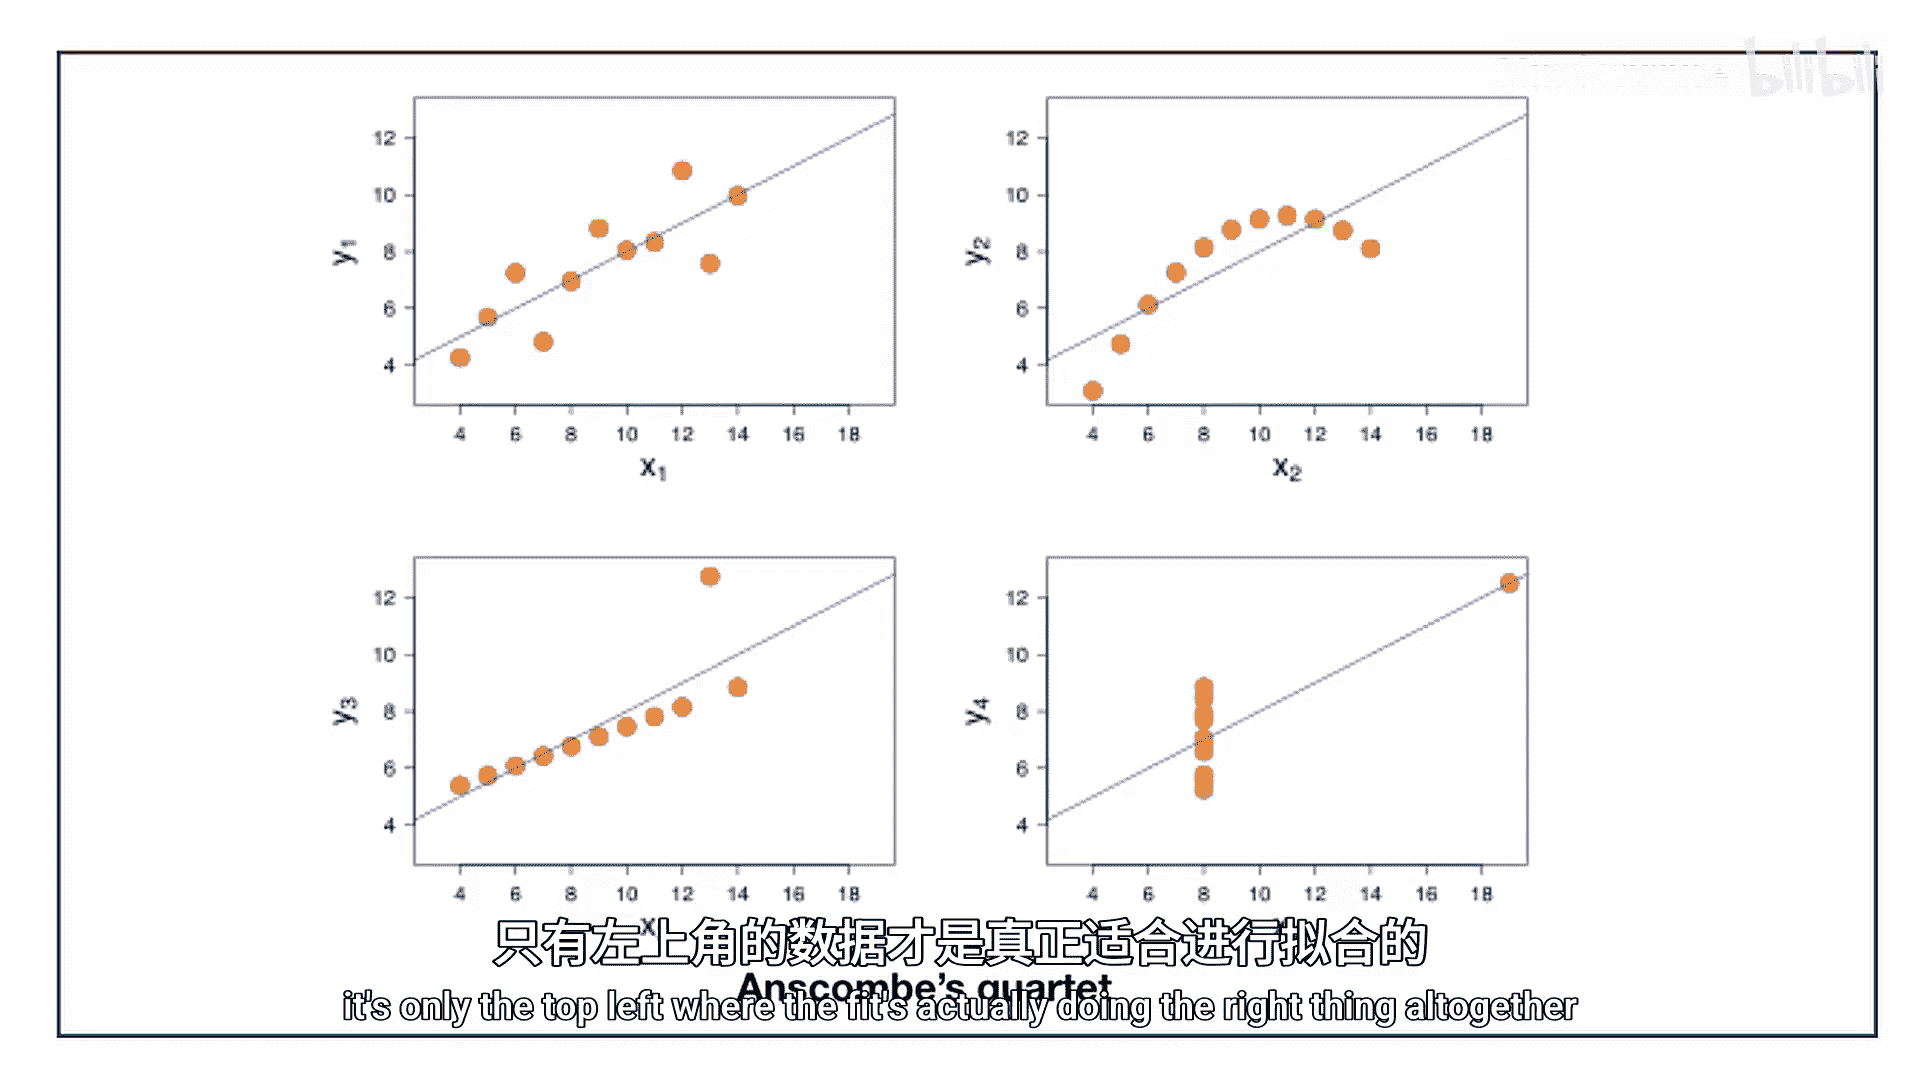 bilibili
12
10
8
6
4
y1
4 6 8 10 12 14 16 18
x1
12
10
8
6
4
y2
4 6 8 10 12 14 16 18
x2
12
10
8
6
4
y3
4 6 8 10 12 14 16 18
12
10
8
6
4
y4
4 6 8 10 12 14 16 18
只有左上角的数据才是真正适合进行拟合的
Anscombe's quartet
it's only the top left where the fit's actually doing the right thing altogether